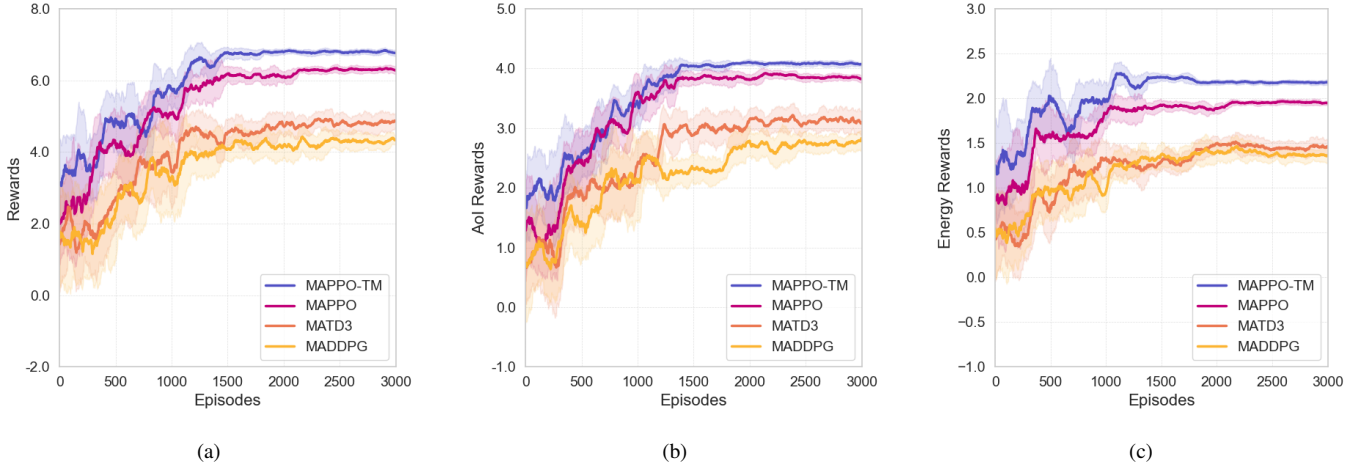 8.0
6.0
4.0
2.0
0.0
-2.0
Rewards
0
500
1000
1500
2000
2500
3000
Episodes
MAPPO-TM
MAPPO
MATD3
MADDPG
(a)
5.0
4.0
3.0
2.0
1.0
0.0
-1.0
AoI Rewards
0
500
1000
1500
2000
2500
3000
Episodes
MAPPO-TM
MAPPO
MATD3
MADDPG
(b)
3.0
2.5
2.0
1.5
1.0
0.5
0.0
−0.5
−1.0
Energy Rewards
0
500
1000
1500
2000
2500
3000
Episodes
MAPPO-TM
MAPPO
MATD3
MADDPG
(c)